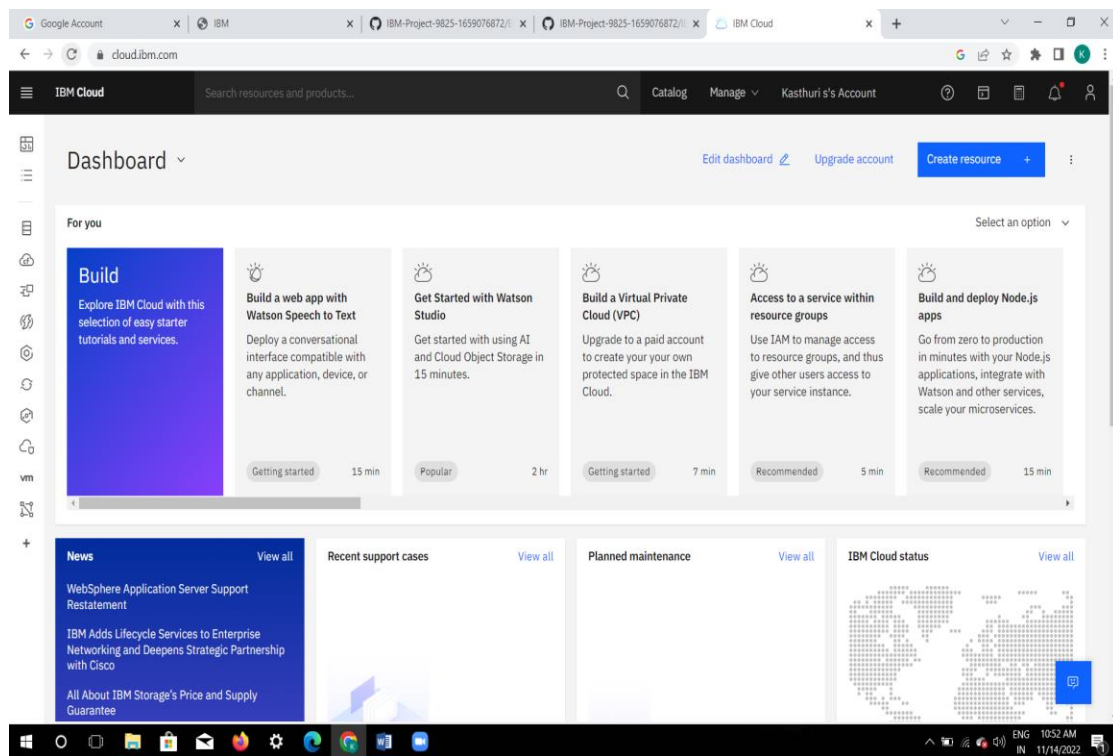 Google Account
IBM
IBM-Project-9825-1659076872/
IBM-Project-9825-1659076872/
IBM Cloud
cloud.ibm.com
K
IBM Cloud
Search resources and products...
Catalog
Manage
Kasthuri s's Account
Dashboard
Edit dashboard
Upgrade account
Create resource +
For you
Select an option
Build
Explore IBM Cloud with this
selection of easy starter
tutorials and services.
Build a web app with
Watson Speech to Text
Deploy a conversational
interface compatible with
any application, device, or
channel.
Getting started 15 min
Get Started with Watson
Studio
Get started with using AI
and Cloud Object Storage in
15 minutes.
Popular 2 hr
Build a Virtual Private
Cloud (VPC)
Upgrade to a paid account
to create your your own
protected space in the IBM
Cloud.
Getting started 7 min
Access to a service within
resource groups
Use IAM to manage access
to resource groups, and thus
give other users access to
your service instance.
Recommended 5 min
Build and deploy Node.js
apps
Go from zero to production
in minutes with your Node.js
applications, integrate with
Watson and other services,
scale your microservices.
Recommended 15 min
vm
News View all
WebSphere Application Server Support
Restatement
IBM Adds Lifecycle Services to Enterprise
Networking and Deepens Strategic Partnership
with Cisco
All About IBM Storage's Price and Supply
Guarantee
Recent support cases View all
Planned maintenance View all
IBM Cloud status View all
ENG 10:52 AM
IN 11/14/2022